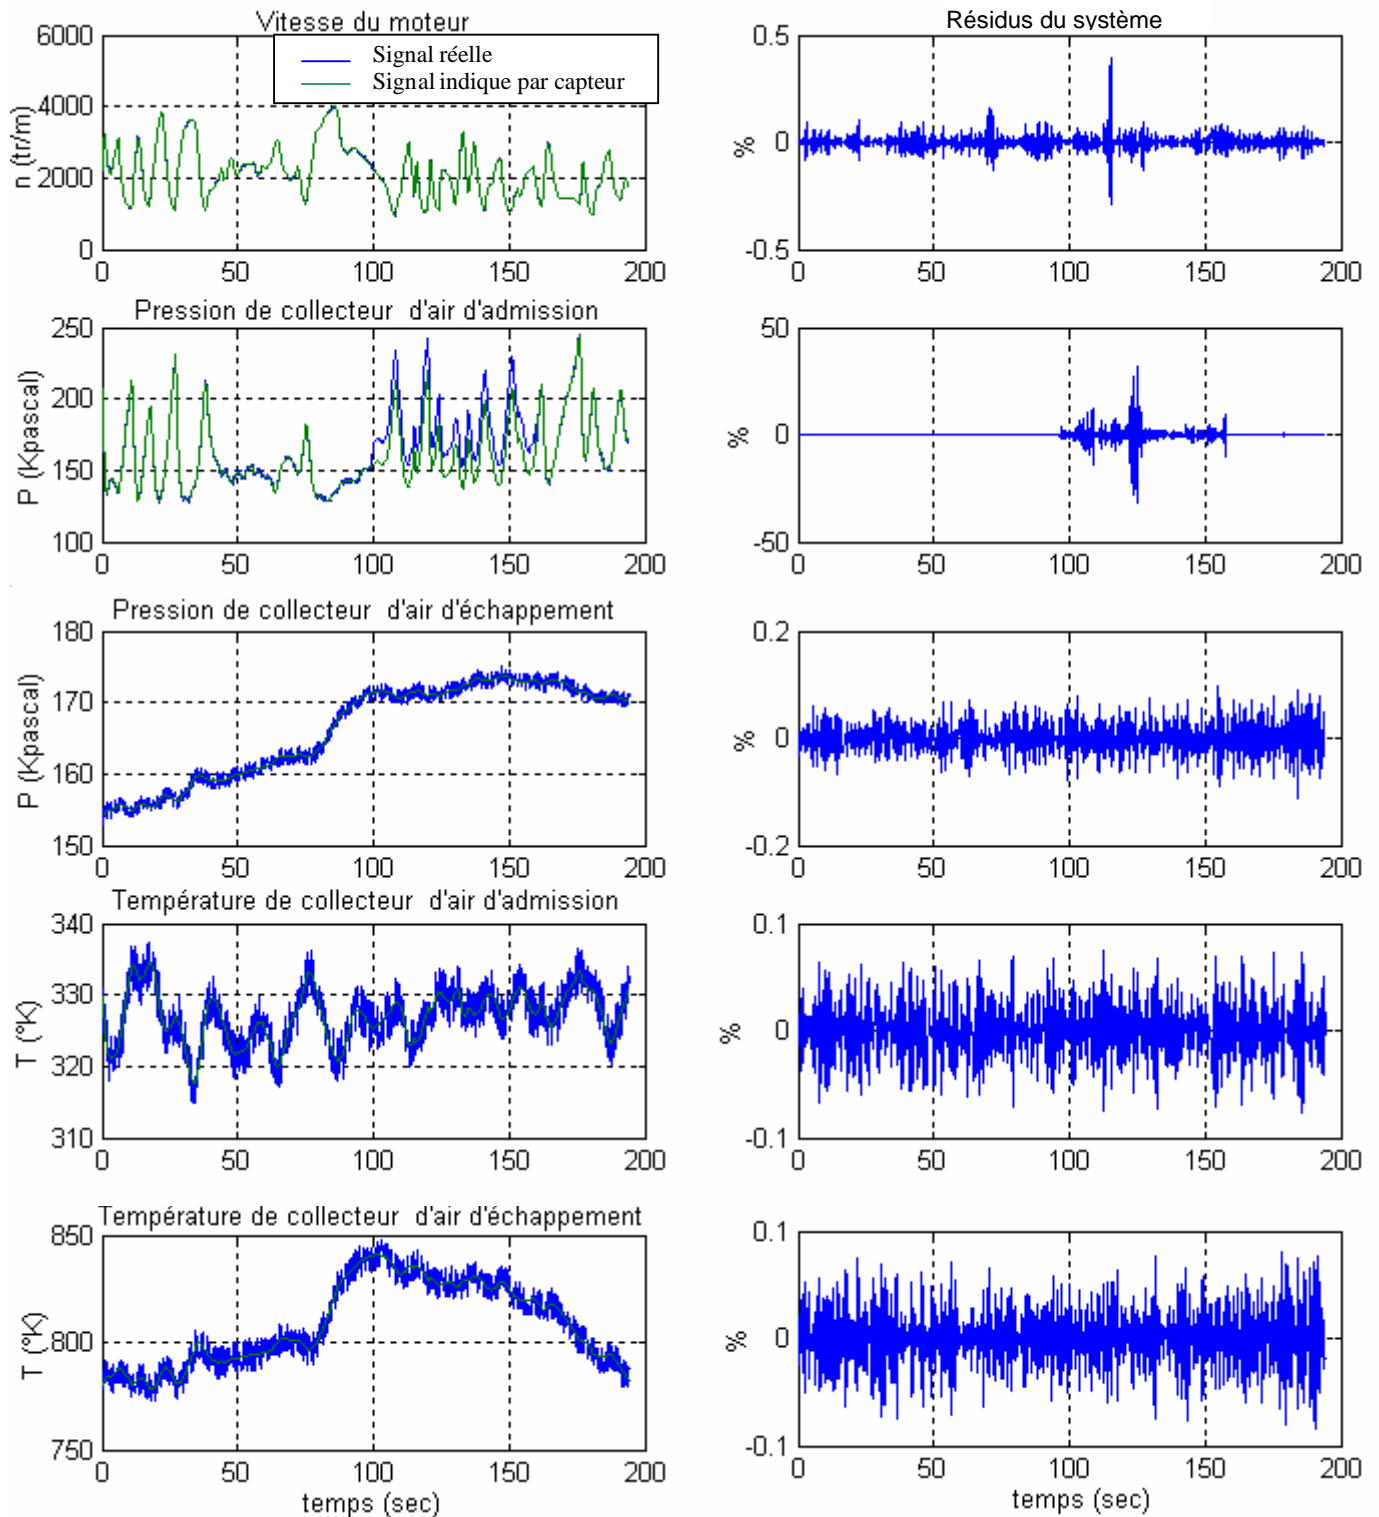 Vitesse du moteur
Résidus du système
Signal réelle
Signal indique par capteur
6000
4000
2000
0
n (tr/m)
0 50 100 150 200
0.5
0
-0.5
%
0 50 100 150 200
Pression de collecteur d'air d'admission
250
200
150
100
P (Kpascal)
0 50 100 150 200
50
0
-50
%
0 50 100 150 200
Pression de collecteur d'air d'échappement
180
170
160
150
P (Kpascal)
0 50 100 150 200
0.2
0
-0.2
%
0 50 100 150 200
Température de collecteur d'air d'admission
340
330
320
310
T (°K)
0 50 100 150 200
0.1
0
-0.1
%
0 50 100 150 200
Température de collecteur d'air d'échappement
850
800
750
T (°K)
0 50 100 150 200
temps (sec)
0.1
0
-0.1
%
0 50 100 150 200
temps (sec)